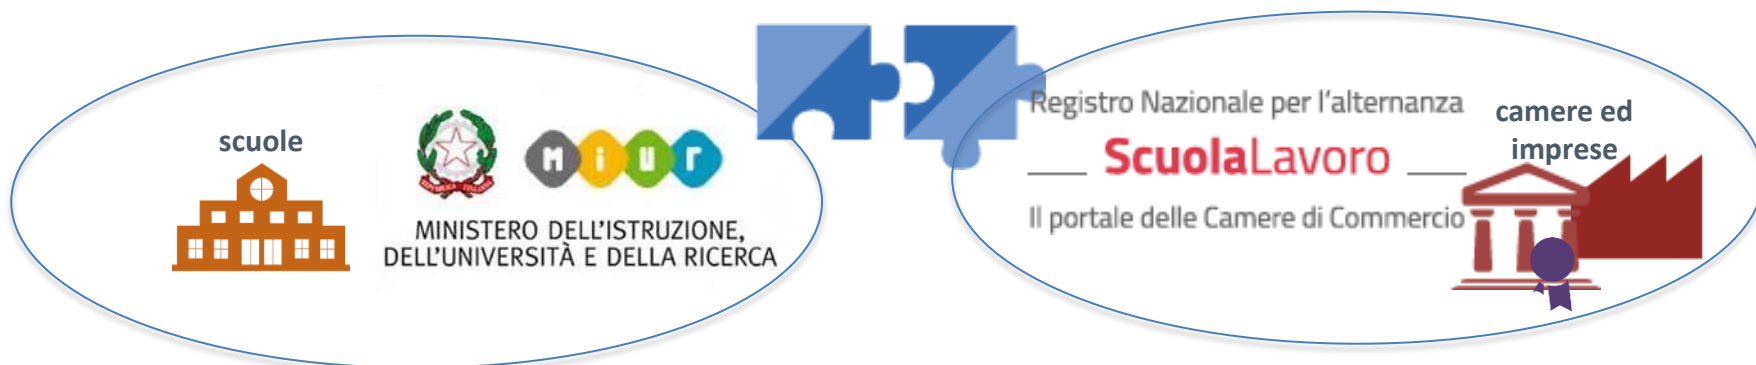 scuole
MIUR
MINISTERO DELL'ISTRUZIONE,
DELL'UNIVERSITÀ E DELLA RICERCA
Registro Nazionale per l'alternanza
ScuolaLavoro
Il portale delle Camere di Commercio
camere ed
imprese